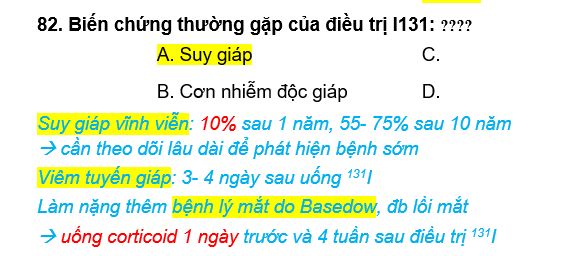 82. Biến chứng thường gặp của điều trị I131: ????
A. Suy giáp C.
B. Cơn nhiễm độc giáp D.
Suy giáp vĩnh viễn: 10% sau 1 năm, 55- 75% sau 10 năm
→ cần theo dõi lâu dài để phát hiện bệnh sớm
Viêm tuyến giáp: 3- 4 ngày sau uống ¹³¹I
Làm nặng thêm bệnh lý mắt do Basedow, đb lồi mắt
→ uống corticoid 1 ngày trước và 4 tuần sau điều trị ¹³¹I